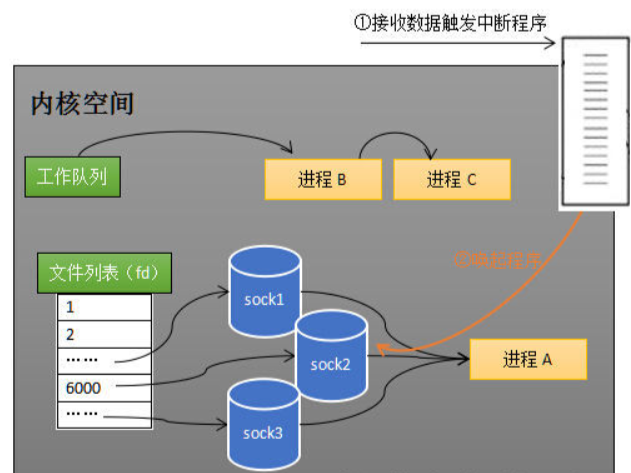 ①接收数据触发中断程序
内核空间
工作队列
进程 B
进程 C
②唤起程序
文件列表（fd）
1
2
……
6000
……
sock1
sock2
sock3
进程 A